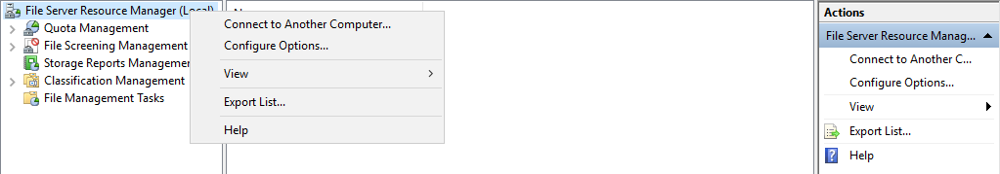 File Server Resource Manager (Local)
Quota Management
File Screening Management
Storage Reports Manageme
Classification Management
File Management Tasks
Connect to Another Computer...
Configure Options...
View
Export List...
Help
Actions
File Server Resource Manag...
Connect to Another C...
Configure Options...
View
Export List...
Help